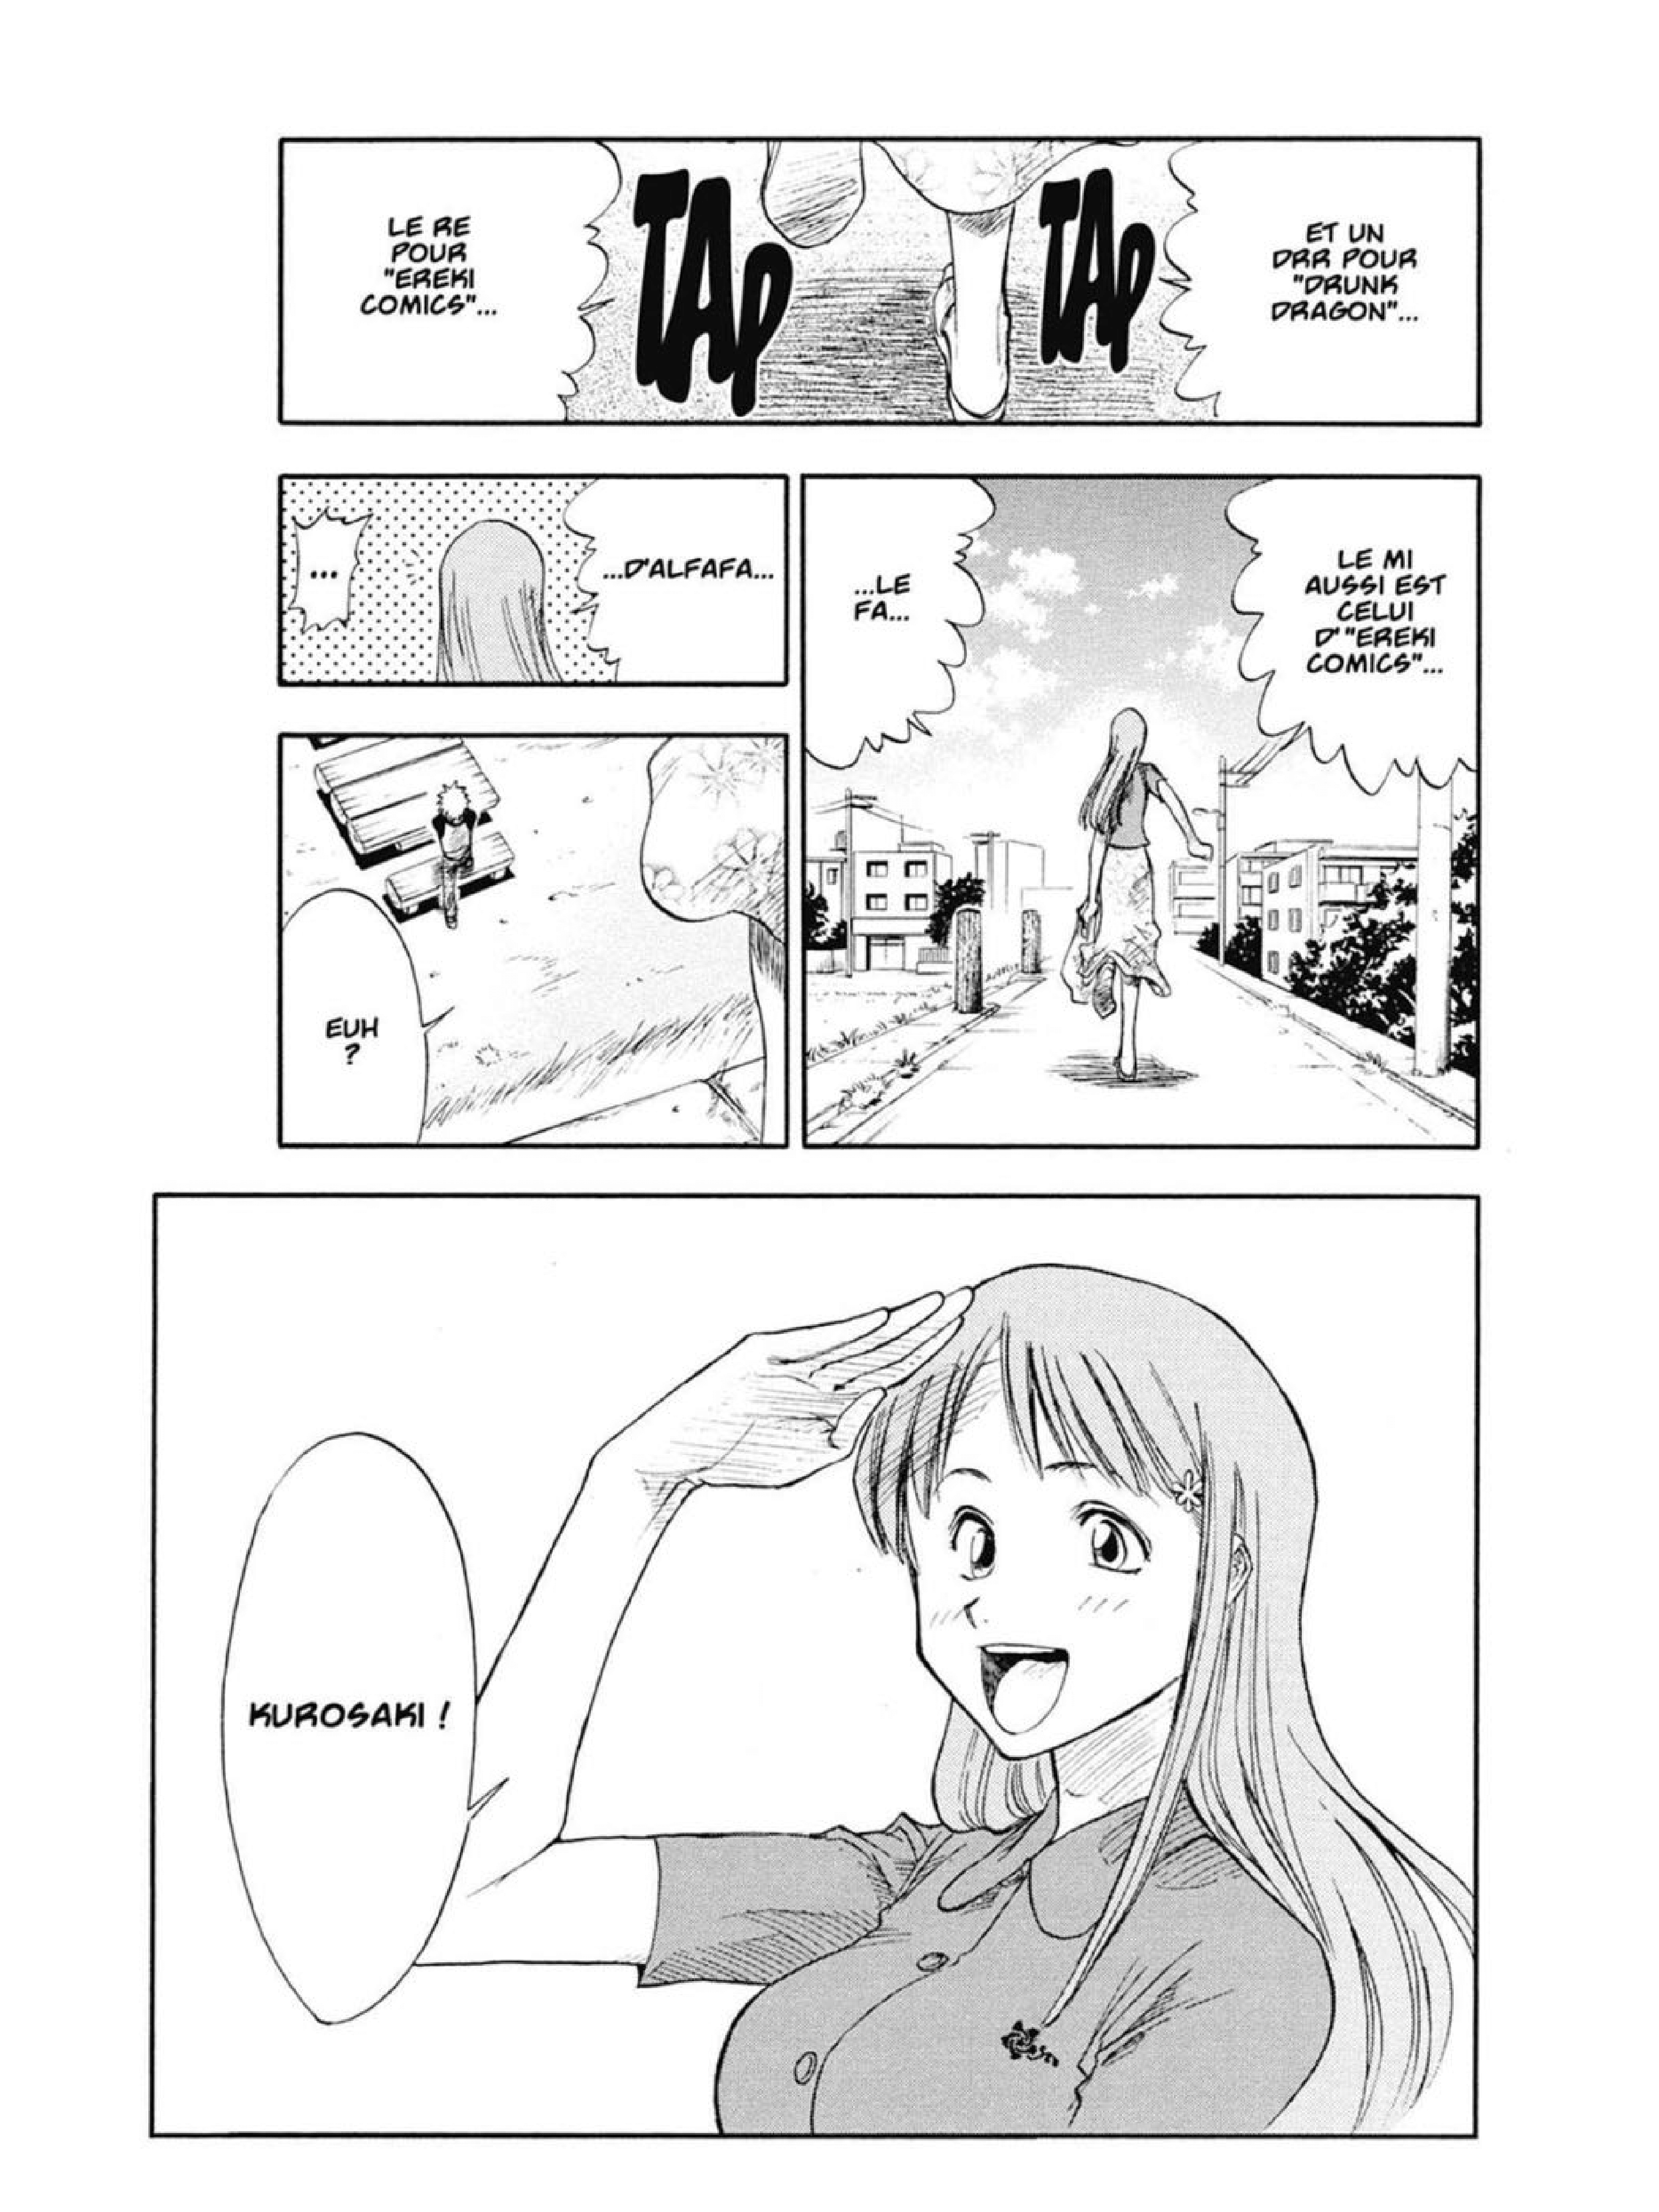 ET UN
DRR POUR
"DRUNK
DRAGON"...
TAP
TAP
LE RE
POUR
"EREKI
COMICS"...
LE MI
AUSSI EST
CELUI
D'"EREKI
COMICS"...
...LE
FA...
...D'ALFAFA...
...
EUH
?
KUROSAKI !